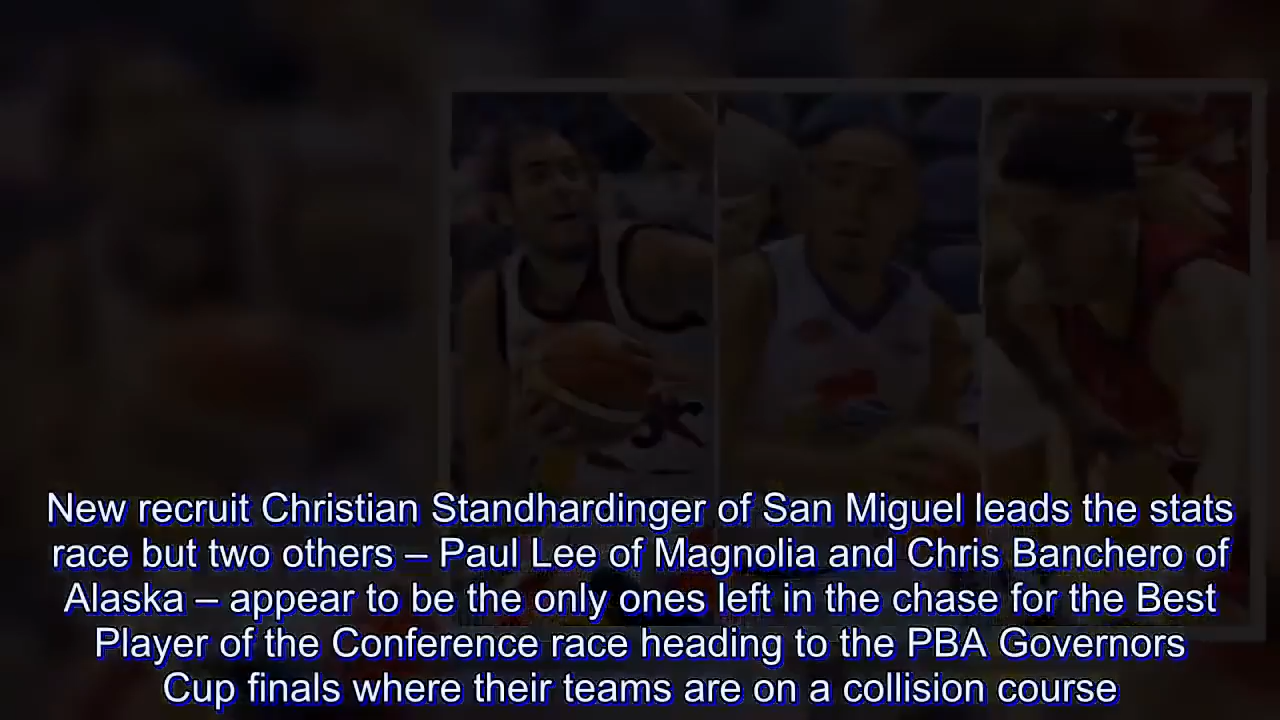 New recruit Christian Standhardinger of San Miguel leads the stats
race but two others – Paul Lee of Magnolia and Chris Banchero of
Alaska – appear to be the only ones left in the chase for the Best
Player of the Conference race heading to the PBA Governors
Cup finals where their teams are on a collision course